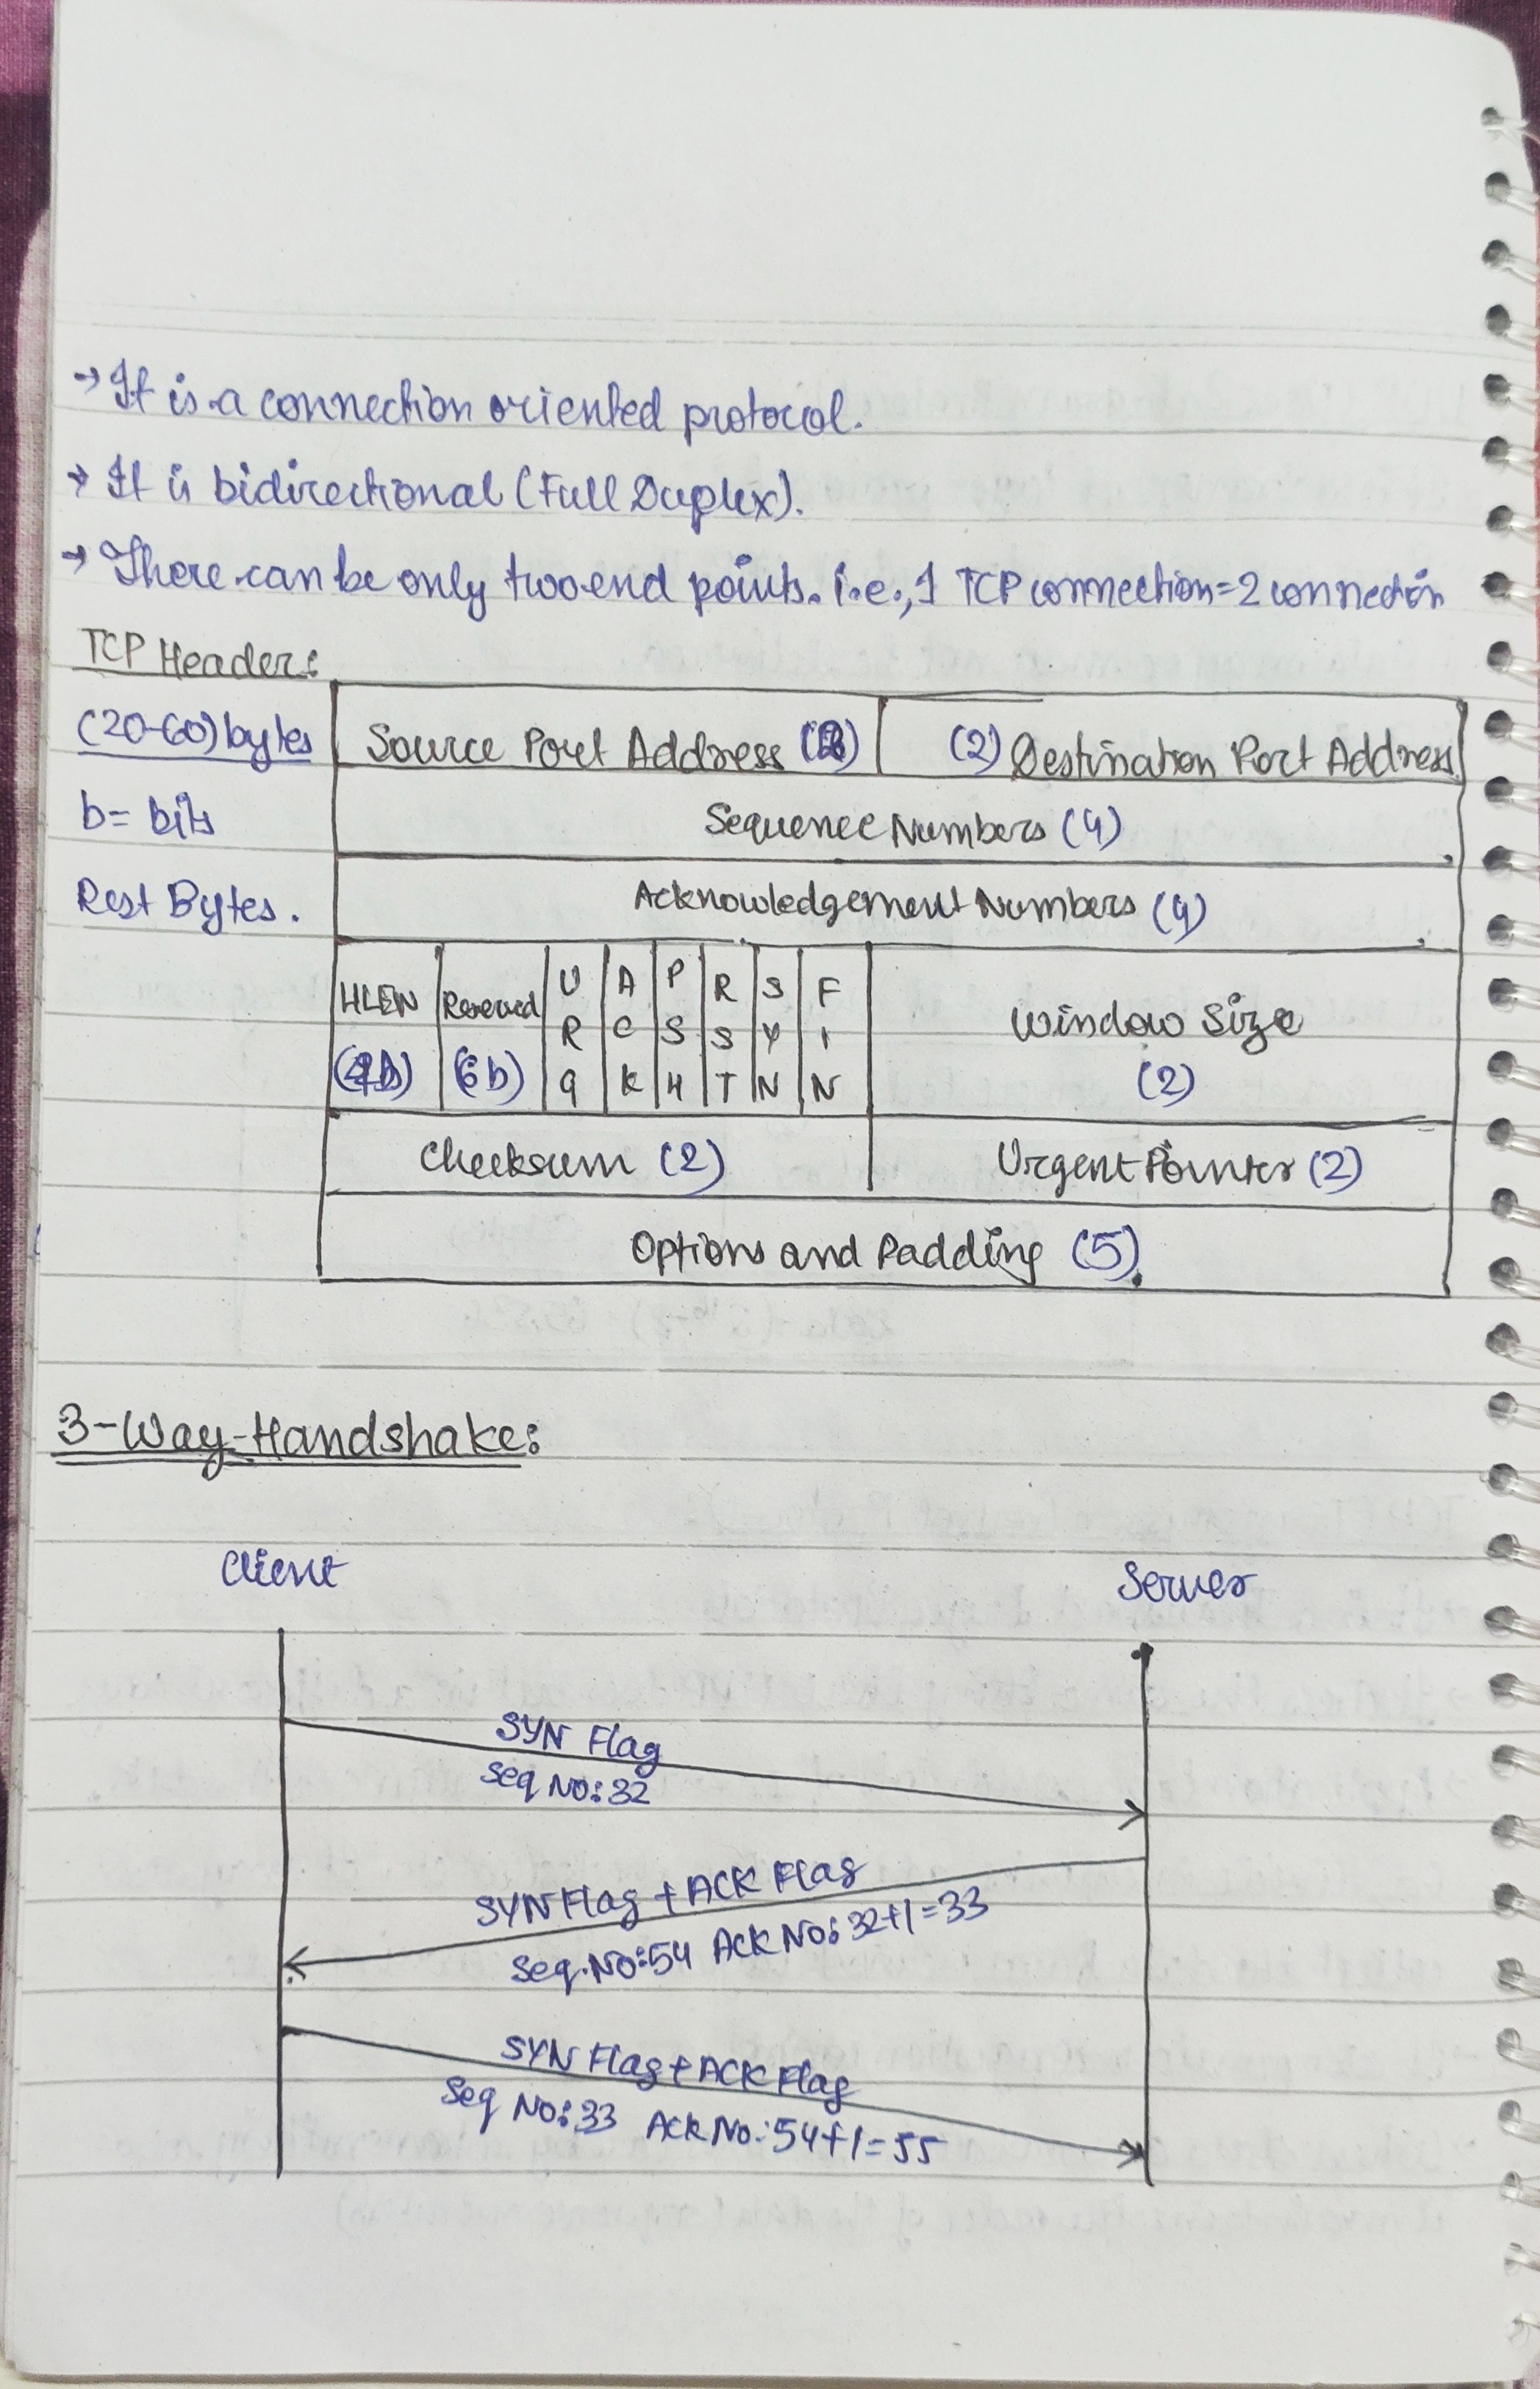 → It is a connection oriented protocol.
→ It is bidirectional (Full Duplex).
→ There can be only two end points. i.e., 1 TCP connection = 2 connection
TCP Header:
(20-60) bytes
Source Port Address (2)
(2) Destination Port Address
b = bits
Sequence Numbers (4)
Rest Bytes.
Acknowledgement Numbers (4)
HLEN (4b)
Reserved (6b)
URG
ACK
PSH
RST
SYN
FIN
Window Size
(2)
Checksum (2)
Urgent Pointer (2)
Options and Padding (5).
3-Way-Handshake:
Client
Server
SYN Flag
Seq No: 32
SYN Flag + ACK Flag
Seq. No: 54 Ack No: 32+1=33
SYN Flag + ACK Flag
Seq No: 33 Ack No.: 54+1=55